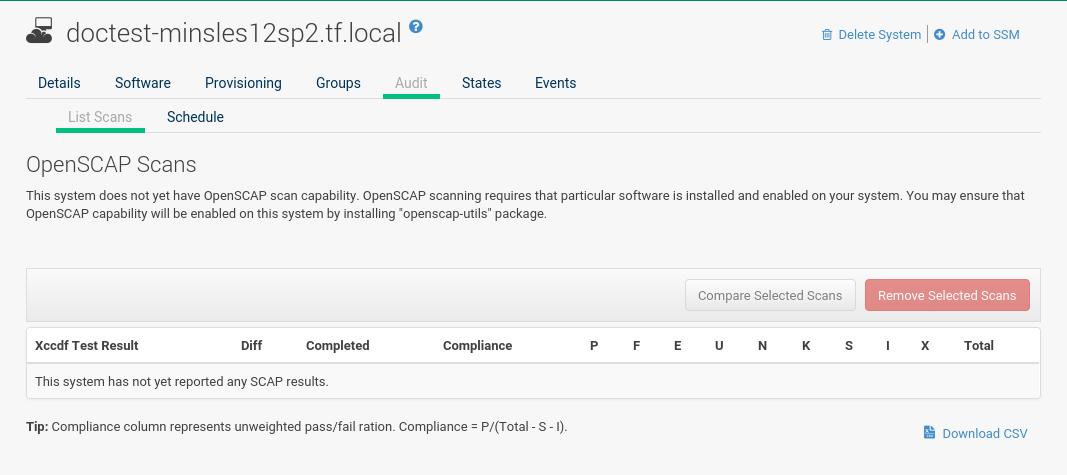 doctest-minsles12sp2.tf.local ?
Delete System | Add to SSM
Details Software Provisioning Groups Audit States Events
List Scans Schedule
OpenSCAP Scans
This system does not yet have OpenSCAP scan capability. OpenSCAP scanning requires that particular software is installed and enabled on your system. You may ensure that
OpenSCAP capability will be enabled on this system by installing "openscap-utils" package.
Compare Selected Scans Remove Selected Scans
Xccdf Test Result Diff Completed Compliance P F E U N K S I X Total
This system has not yet reported any SCAP results.
Tip: Compliance column represents unweighted pass/fail ration. Compliance = P/(Total - S - I).
Download CSV